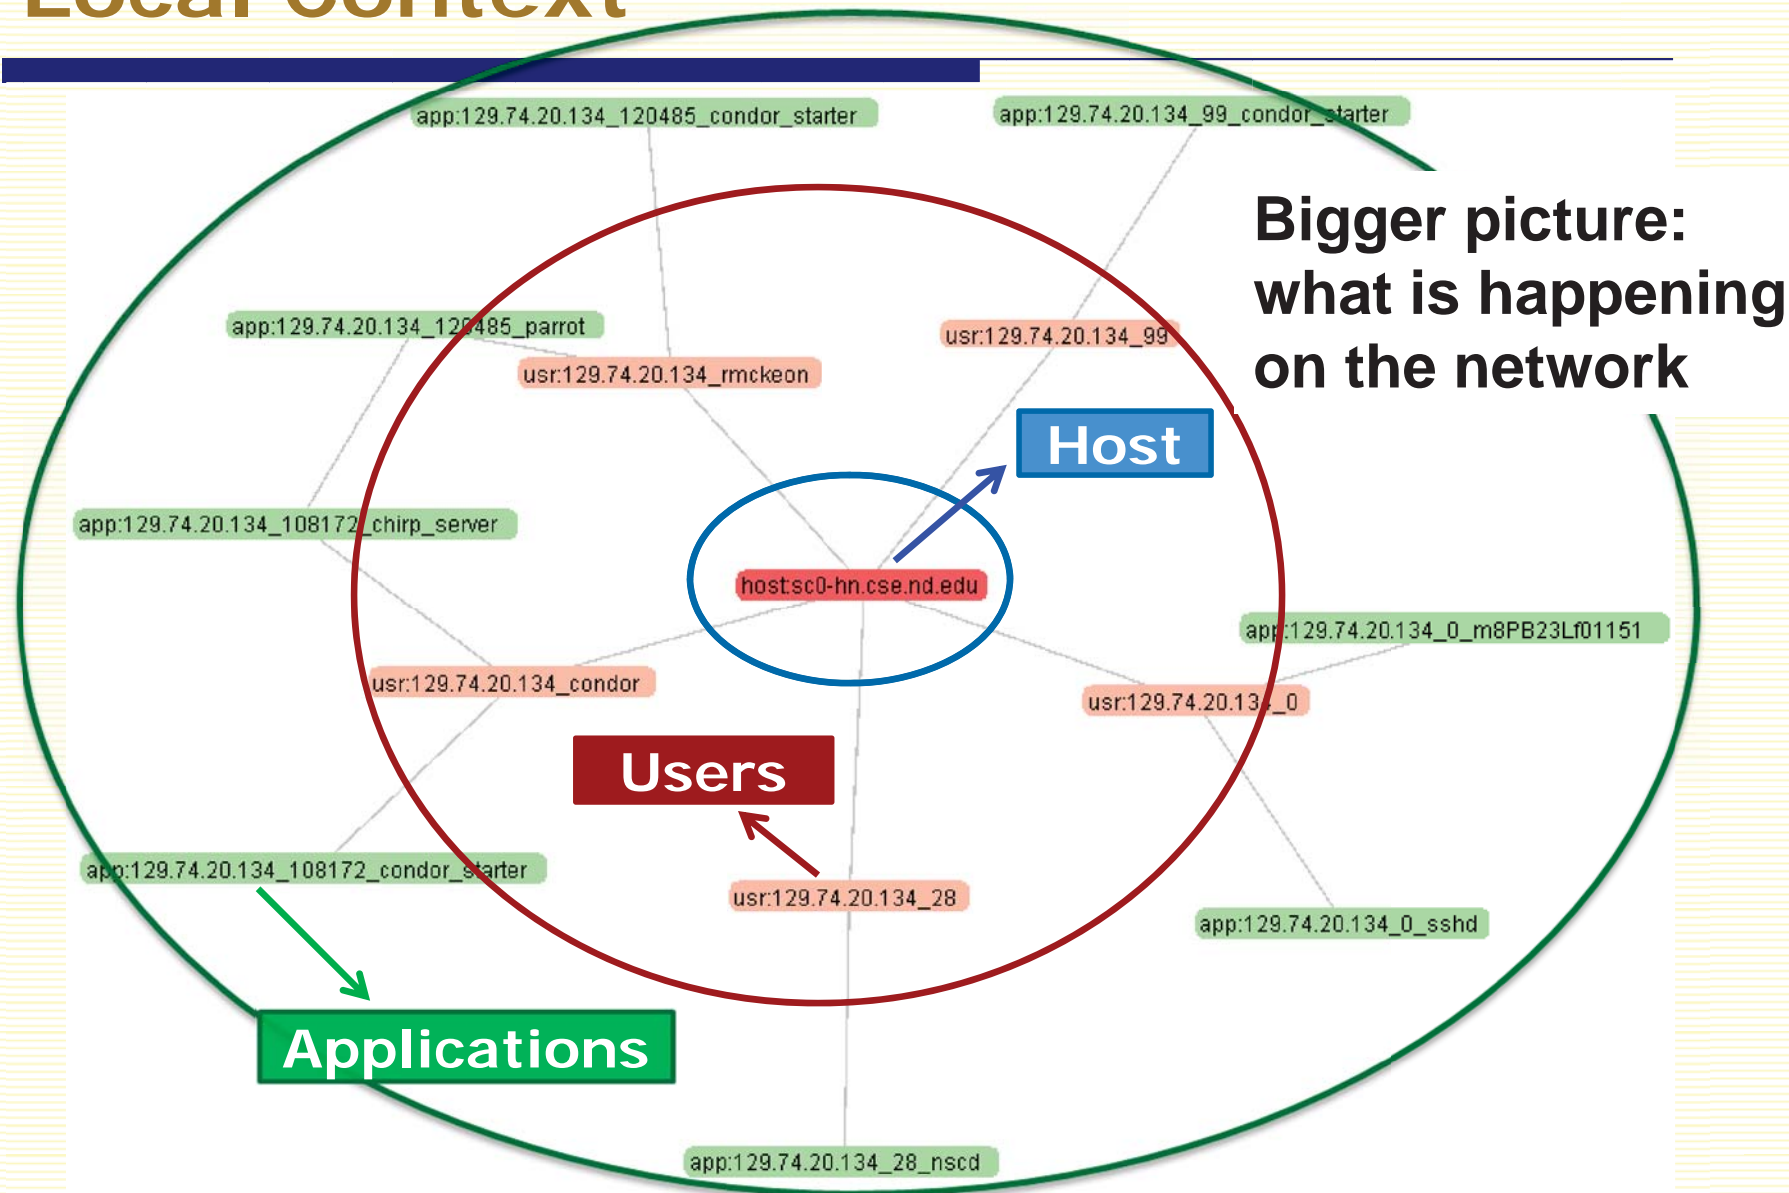 Local Context
app:129.74.20.134_120485_condor_starter
app:129.74.20.134_99_condor_starter
Bigger picture:
what is happening
on the network
app:129.74.20.134_120485_parrot
usr:129.74.20.134_99
usr:129.74.20.134_rmckeon
Host
app:129.74.20.134_108172_chirp_server
host:sc0-hn.cse.nd.edu
app:129.74.20.134_0_m8PB23Lf01151
usr:129.74.20.134_condor
usr:129.74.20.134_0
Users
app:129.74.20.134_108172_condor_starter
usr:129.74.20.134_28
app:129.74.20.134_0_sshd
Applications
app:129.74.20.134_28_nscd